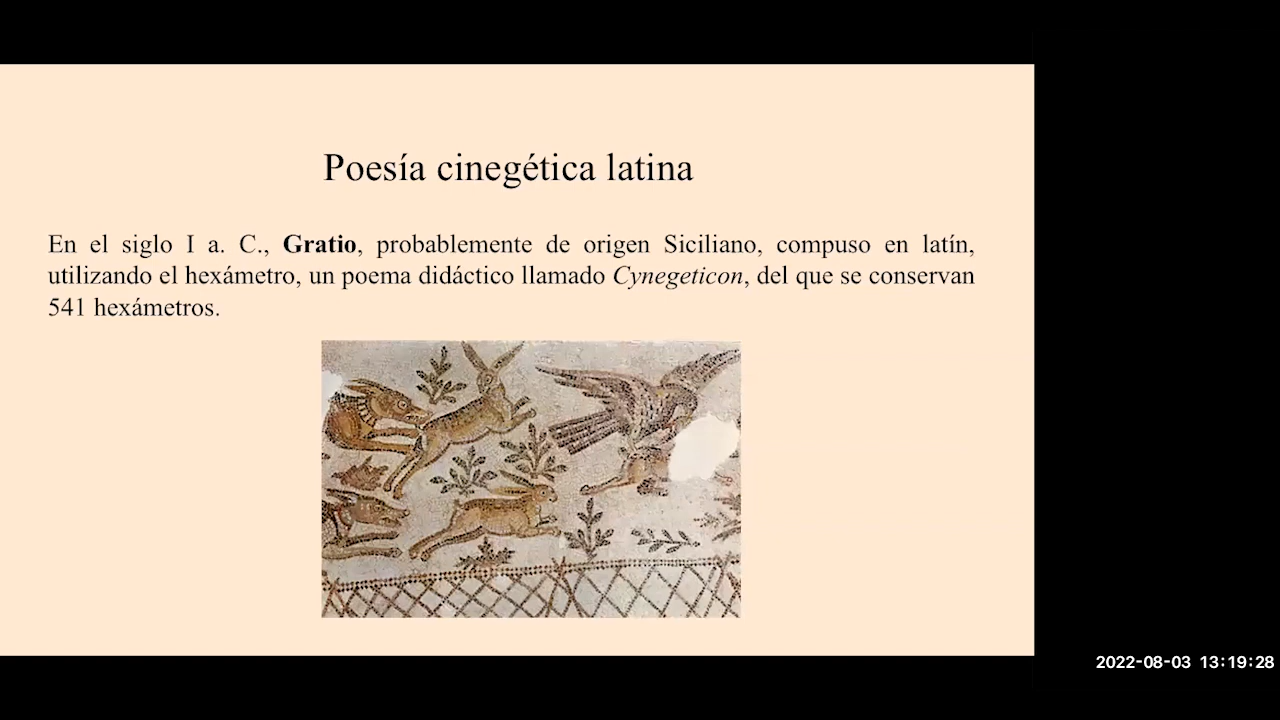 Poesía cinegética latina
En el siglo I a. C., Gratio, probablemente de origen Siciliano, compuso en latín,
utilizando el hexámetro, un poema didáctico llamado Cynegeticon, del que se conservan
541 hexámetros.
2022-08-03 13:19:28